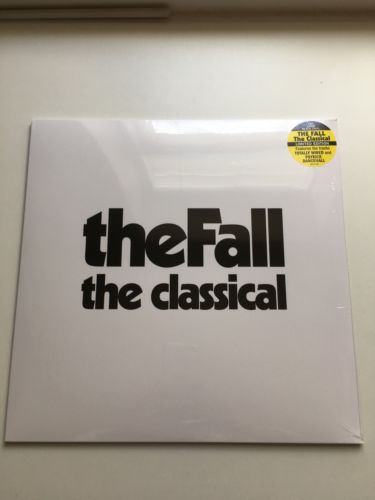 THE FALL
The Classical
LIMITED EDITION
Features the tracks
TOTALLY WIRED and
PSYKICK
DANCEHALL
theFall
the classical